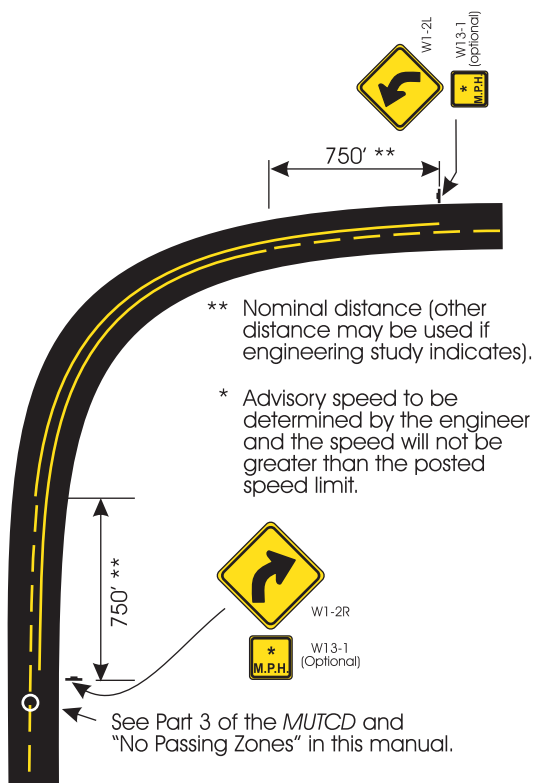 W1-2L
W13-1
(optional)
*
M.P.H.
750' **
** Nominal distance (other
distance may be used if
engineering study indicates).
* Advisory speed to be
determined by the engineer
and the speed will not be
greater than the posted
speed limit.
750' **
W1-2R
*
M.P.H.
W13-1
(Optional)
See Part 3 of the MUTCD and
"No Passing Zones" in this manual.